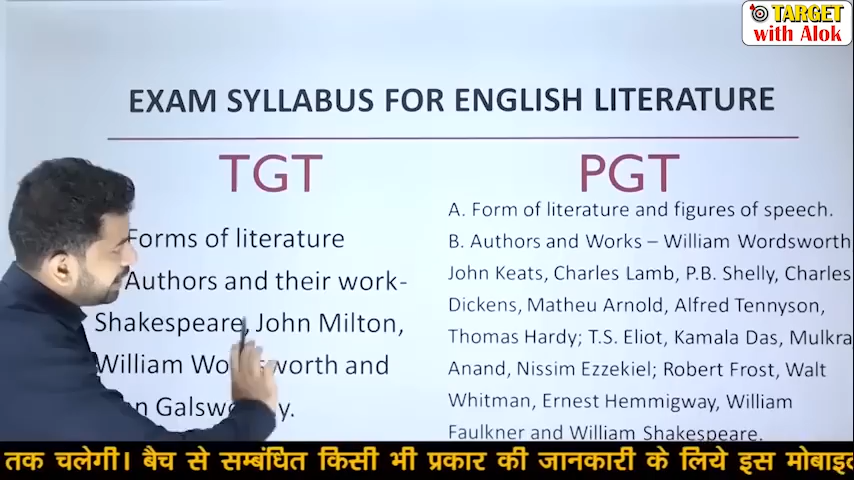 TARGET
with Alok
EXAM SYLLABUS FOR ENGLISH LITERATURE
TGT
Forms of literature
Authors and their work-
Shakespeare, John Milton,
William and
PGT
A. Form of literature and figures of speech.
B. Authors and Works – William Wordsworth
John Keats, Charles Lamb, P.B. Shelly, Charles
Dickens, Matheu Arnold, Alfred Tennyson,
Thomas Hardy; T.S. Eliot, Kamala Das, Mulkra
Anand, Nissim Ezzekiel; Robert Frost, Walt
Whitman, Ernest Hemmigway, William
Faulkner and William Shakespeare.
तक चलेगी। बैच से सम्बंधित किसी भी प्रकार की जानकारी के लिये इस